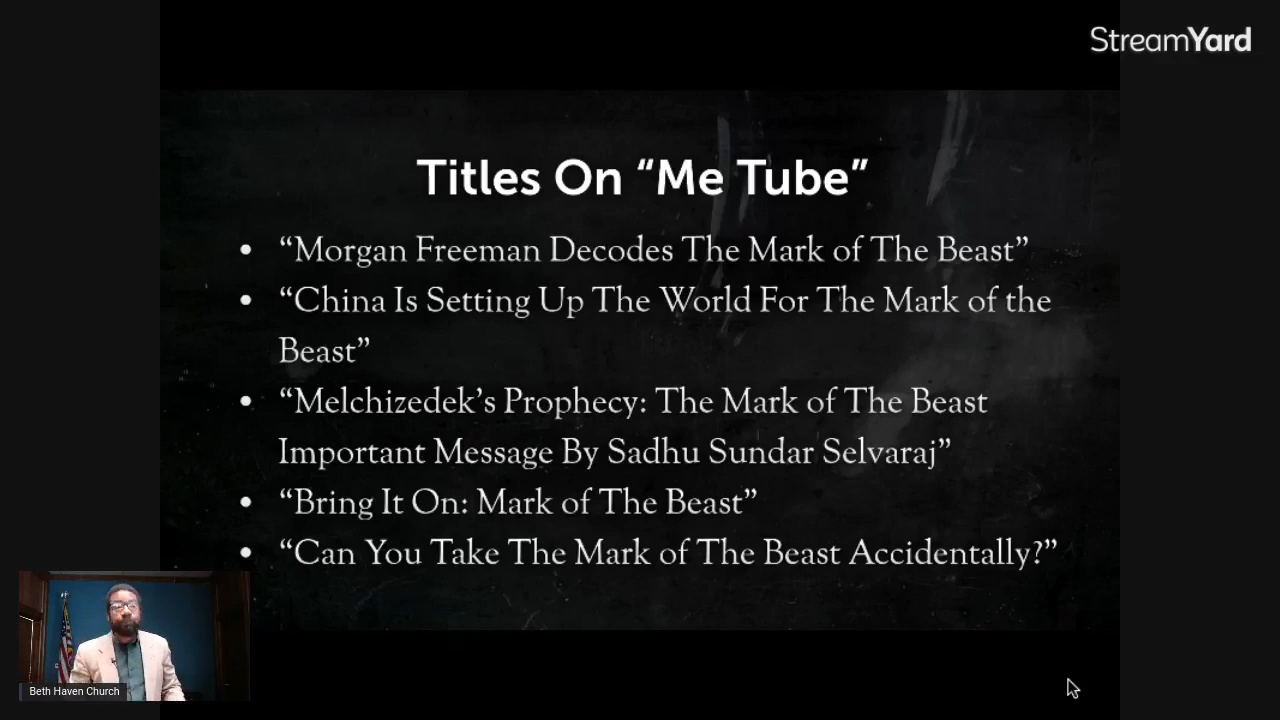 StreamYard
Titles On “Me Tube”
• “Morgan Freeman Decodes The Mark of The Beast”
• “China Is Setting Up The World For The Mark of the
Beast”
• “Melchizedek’s Prophecy: The Mark of The Beast
Important Message By Sadhu Sundar Selvaraj”
• “Bring It On: Mark of The Beast”
• “Can You Take The Mark of The Beast Accidentally?”
Beth Haven Church